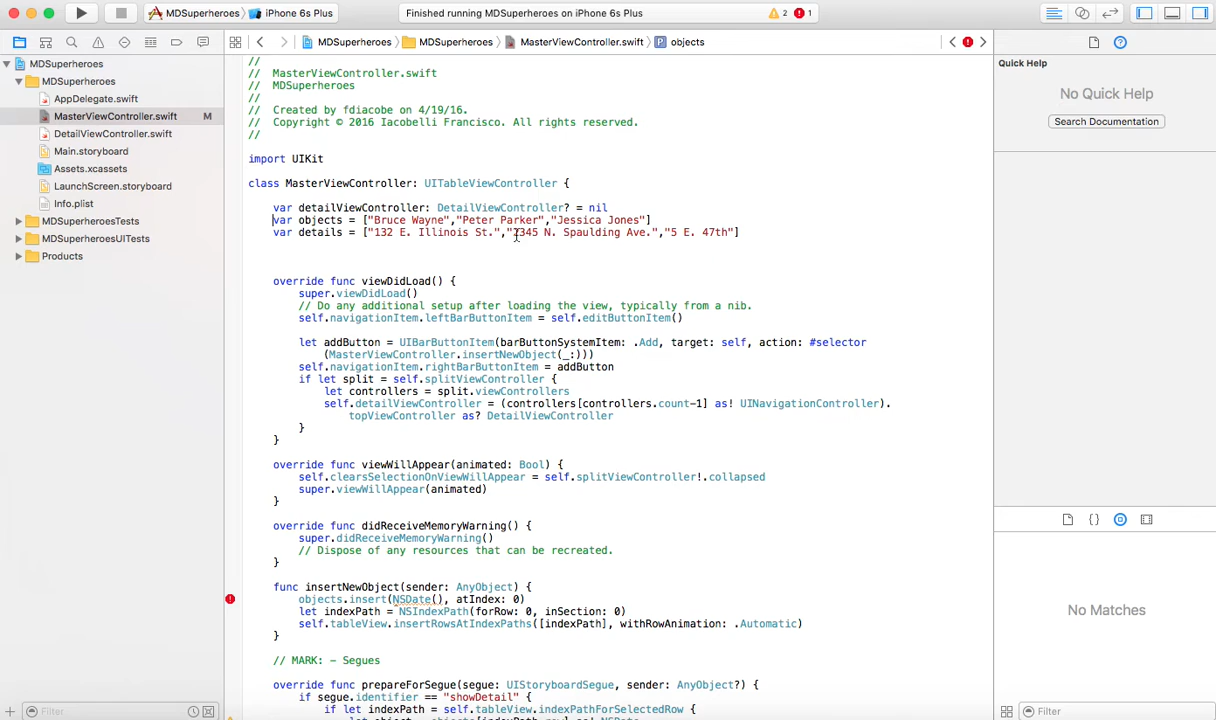 MDSuperheroes
iPhone 6s Plus
Finished running MDSuperheroes on iPhone 6s Plus
2
1
MDSuperheroes
MDSuperheroes
MasterViewController.swift
P
objects
MDSuperheroes
MDSuperheroes
AppDelegate.swift
MasterViewController.swift
M
DetailViewController.swift
Main.storyboard
Assets.xcassets
LaunchScreen.storyboard
Info.plist
MDSuperheroesTests
MDSuperheroesUITests
Products
Filter
//
//  MasterViewController.swift
//  MDSuperheroes
//
//  Created by fdiacobe on 4/19/16.
//  Copyright © 2016 Iacobelli Francisco. All rights reserved.
//
import UIKit
class MasterViewController: UITableViewController {
var detailViewController: DetailViewController? = nil
var objects = ["Bruce Wayne","Peter Parker","Jessica Jones"]
var details = ["132 E. Illinois St.","2345 N. Spaulding Ave.","5 E. 47th"]
override func viewDidLoad() {
super.viewDidLoad()
// Do any additional setup after loading the view, typically from a nib.
self.navigationItem.leftBarButtonItem = self.editButtonItem()
let addButton = UIBarButtonItem(barButtonSystemItem: .Add, target: self, action: #selector
(MasterViewController.insertNewObject(_:)))
self.navigationItem.rightBarButtonItem = addButton
if let split = self.splitViewController {
let controllers = split.viewControllers
self.detailViewController = (controllers[controllers.count-1] as! UINavigationController).
topViewController as? DetailViewController
}
}
override func viewWillAppear(animated: Bool) {
self.clearsSelectionOnViewWillAppear = self.splitViewController!.collapsed
super.viewWillAppear(animated)
}
override func didReceiveMemoryWarning() {
super.didReceiveMemoryWarning()
// Dispose of any resources that can be recreated.
}
func insertNewObject(sender: AnyObject) {
objects.insert(NSDate(), atIndex: 0)
let indexPath = NSIndexPath(forRow: 0, inSection: 0)
self.tableView.insertRowsAtIndexPaths([indexPath], withRowAnimation: .Automatic)
}
// MARK: - Segues
override func prepareForSegue(segue: UIStoryboardSegue, sender: AnyObject?) {
if segue.identifier == "showDetail" {
if let indexPath = self.tableView.indexPathForSelectedRow {
Quick Help
No Quick Help
Search Documentation
{}
No Matches
Filter